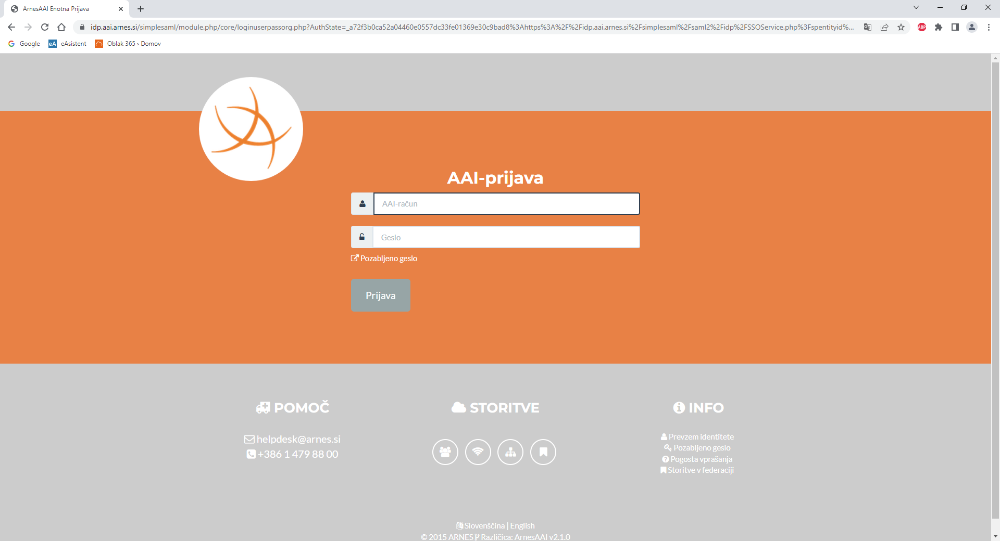 ArnesAAI Enotna Prijava
idp.aai.arnes.si/simplesaml/module.php/core/loginuserpassorg.php?AuthState=_a72f3b0ca52a04460e0557dc33fe01369e30c9bad8%3Ahttps%3A%2F%2Fidp.aai.arnes.si%2Fsimplesaml%2Fsaml2%2Fidp%2FSSOService.php%3Fspentityid%...
ABP
Google
eA eAsistent
Oblak 365 › Domov
AAI-prijava
AAI-račun
Geslo
Pozabljeno geslo
Prijava
POMOČ
helpdesk@arnes.si
+386 1 479 88 00
STORITVE
INFO
Prevzem identitete
Pozabljeno geslo
Pogosta vprašanja
Storitve v federaciji
Slovenščina | English
© 2015 ARNES Različica: ArnesAAI v2.1.0